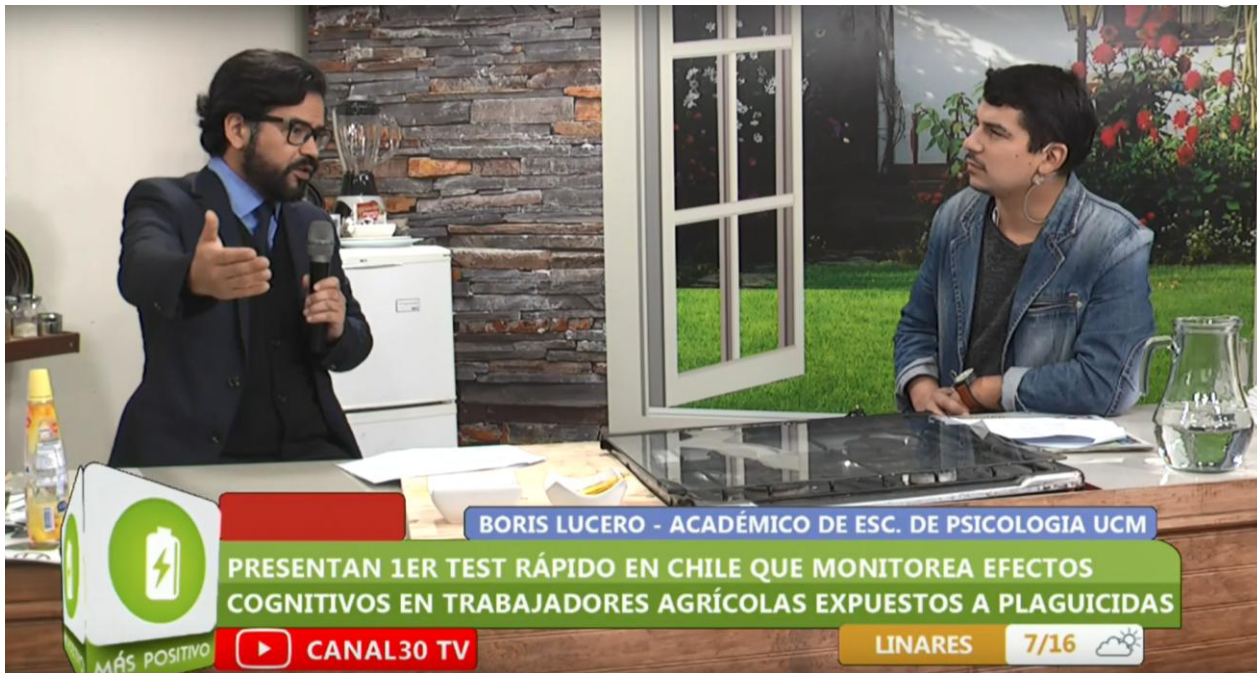 BORIS LUCERO - ACADÉMICO DE ESC. DE PSICOLOGIA UCM
PRESENTAN 1ER TEST RÁPIDO EN CHILE QUE MONITOREA EFECTOS
COGNITIVOS EN TRABAJADORES AGRÍCOLAS EXPUESTOS A PLAGUICIDAS
MÁS POSITIVO
CANAL30 TV
LINARES
7/16